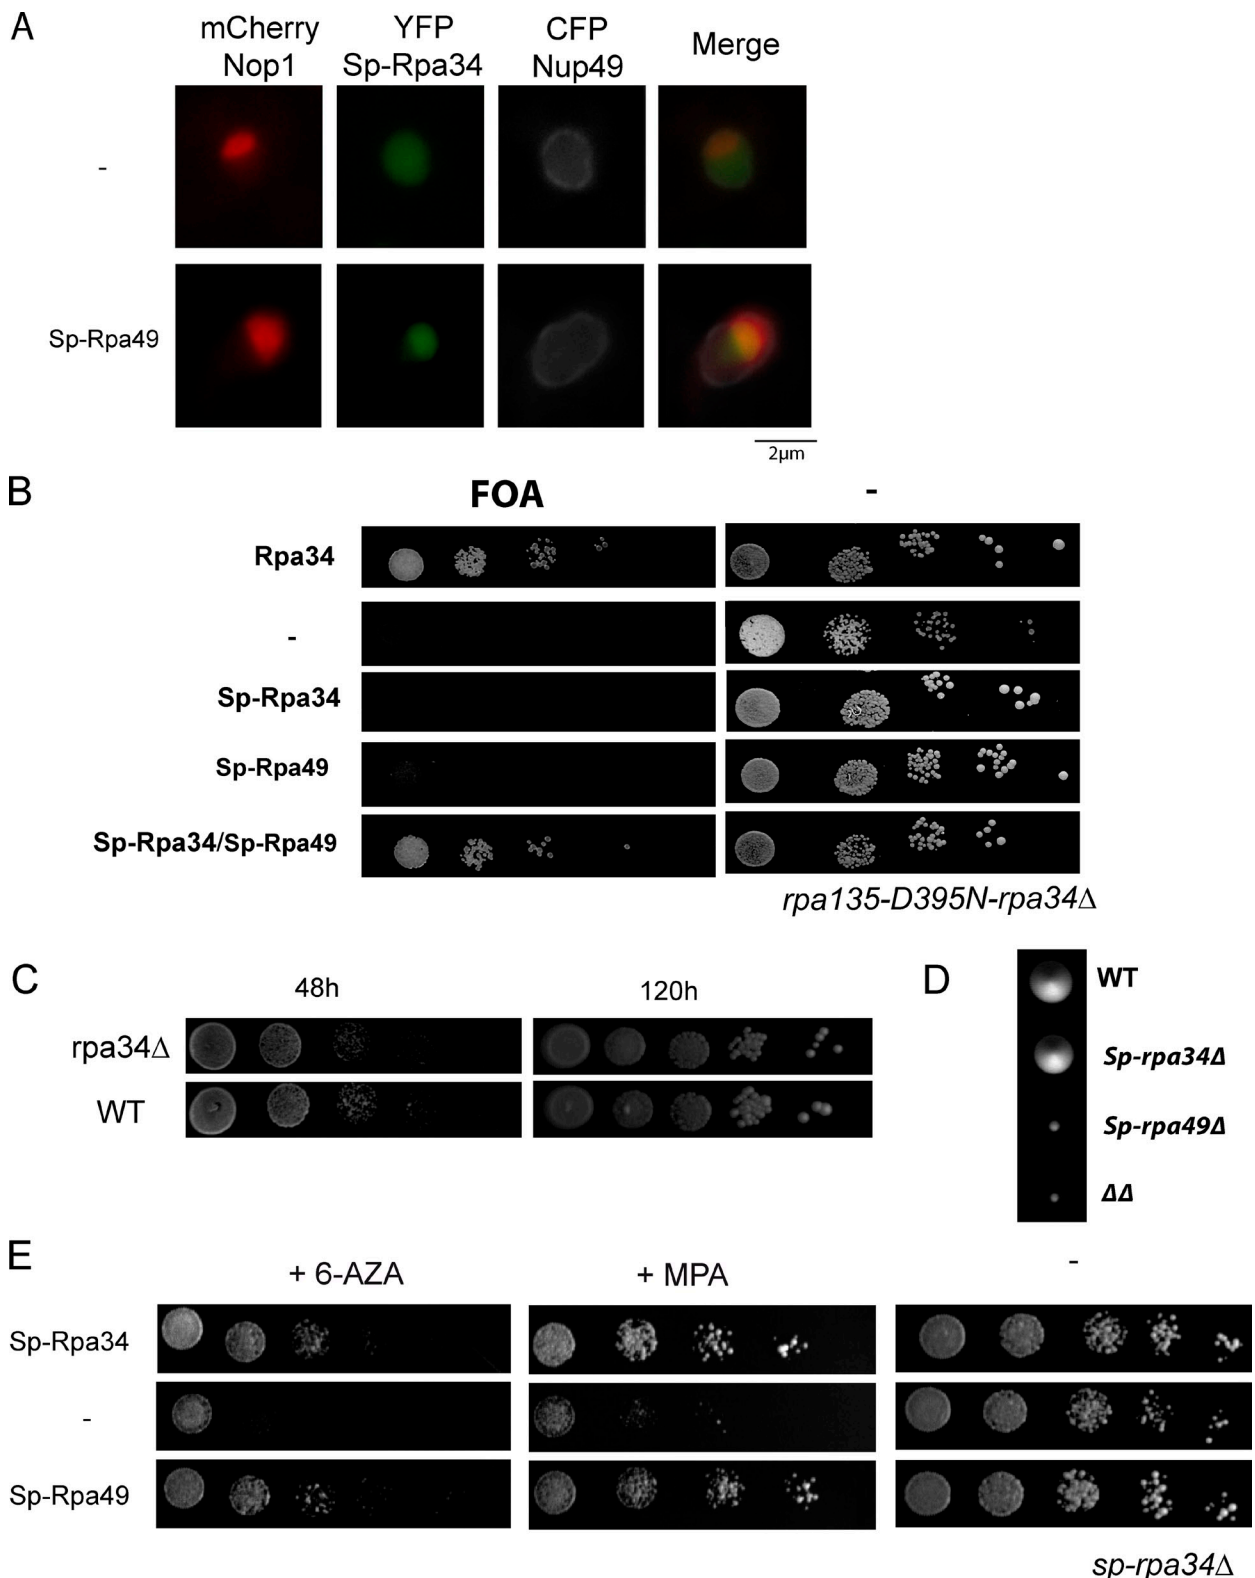 A
mCherry
Nop1
YFP
Sp-Rpa34
CFP
Nup49
Merge
-
Sp-Rpa49
2µm
B
FOA
-
Rpa34
-
Sp-Rpa34
Sp-Rpa49
Sp-Rpa34/Sp-Rpa49
rpa135-D395N-rpa34Δ
C
48h
120h
rpa34Δ
WT
D
WT
Sp-rpa34Δ
Sp-rpa49Δ
ΔΔ
E
+ 6-AZA
+ MPA
-
Sp-Rpa34
-
Sp-Rpa49
sp-rpa34Δ